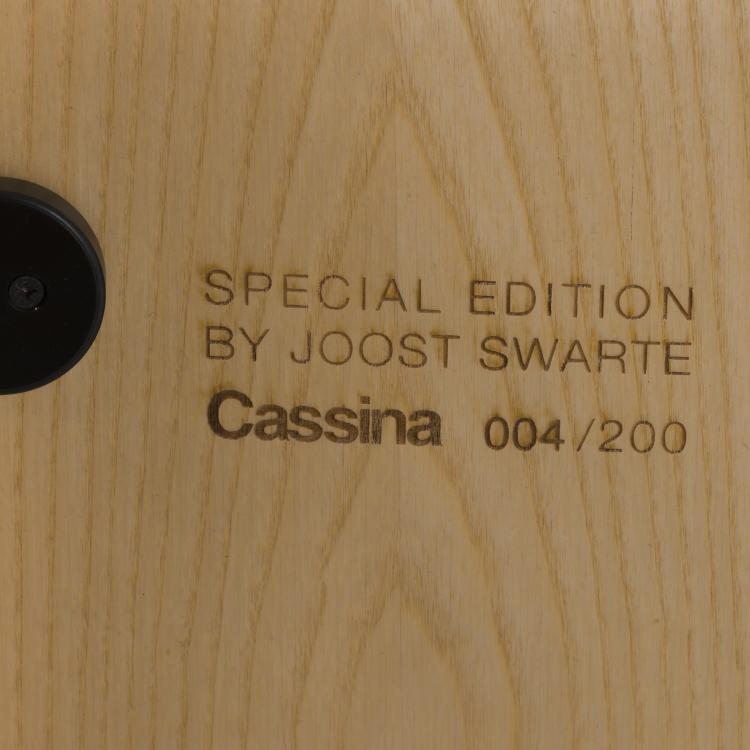 SPECIAL EDITION
BY JOOST SWARTE
Cassina 004/200